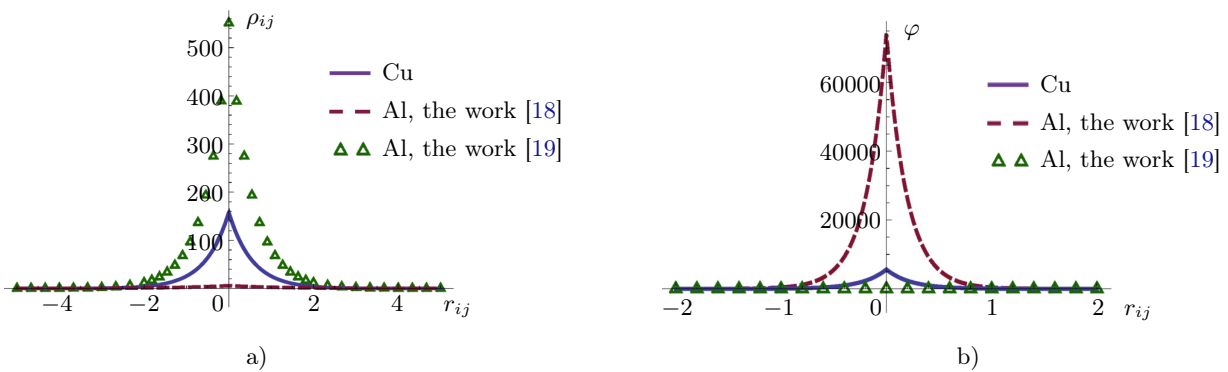 ρij
500
400
300
200
100
−4
−2
0
2
4
rij
Cu
Al, the work [18]
Al, the work [19]
a)
φ
60000
40000
20000
−2
−1
0
1
2
rij
Cu
Al, the work [18]
Al, the work [19]
b)